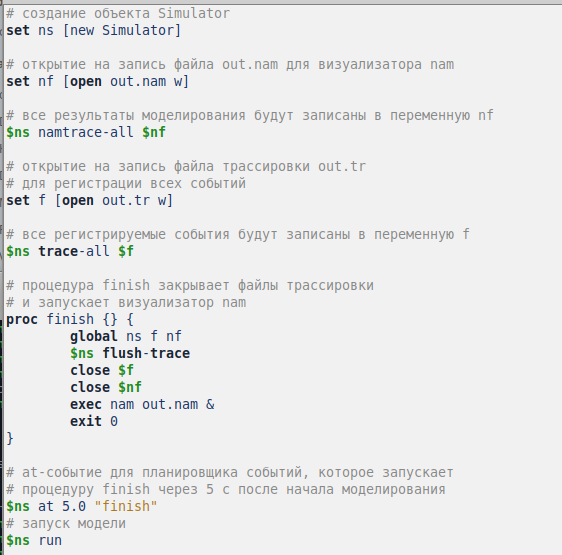 # создание объекта Simulator
set ns [new Simulator]
# открытие на запись файла out.nam для визуализатора nam
set nf [open out.nam w]
# все результаты моделирования будут записаны в переменную nf
$ns namtrace-all $nf
# открытие на запись файла трассировки out.tr
# для регистрации всех событий
set f [open out.tr w]
# все регистрируемые события будут записаны в переменную f
$ns trace-all $f
# процедура finish закрывает файлы трассировки
# и запускает визуализатор nam
proc finish {} {
        global ns f nf
        $ns flush-trace
        close $f
        close $nf
        exec nam out.nam &
        exit 0
}
# at-событие для планировщика событий, которое запускает
# процедуру finish через 5 с после начала моделирования
$ns at 5.0 "finish"
# запуск модели
$ns run